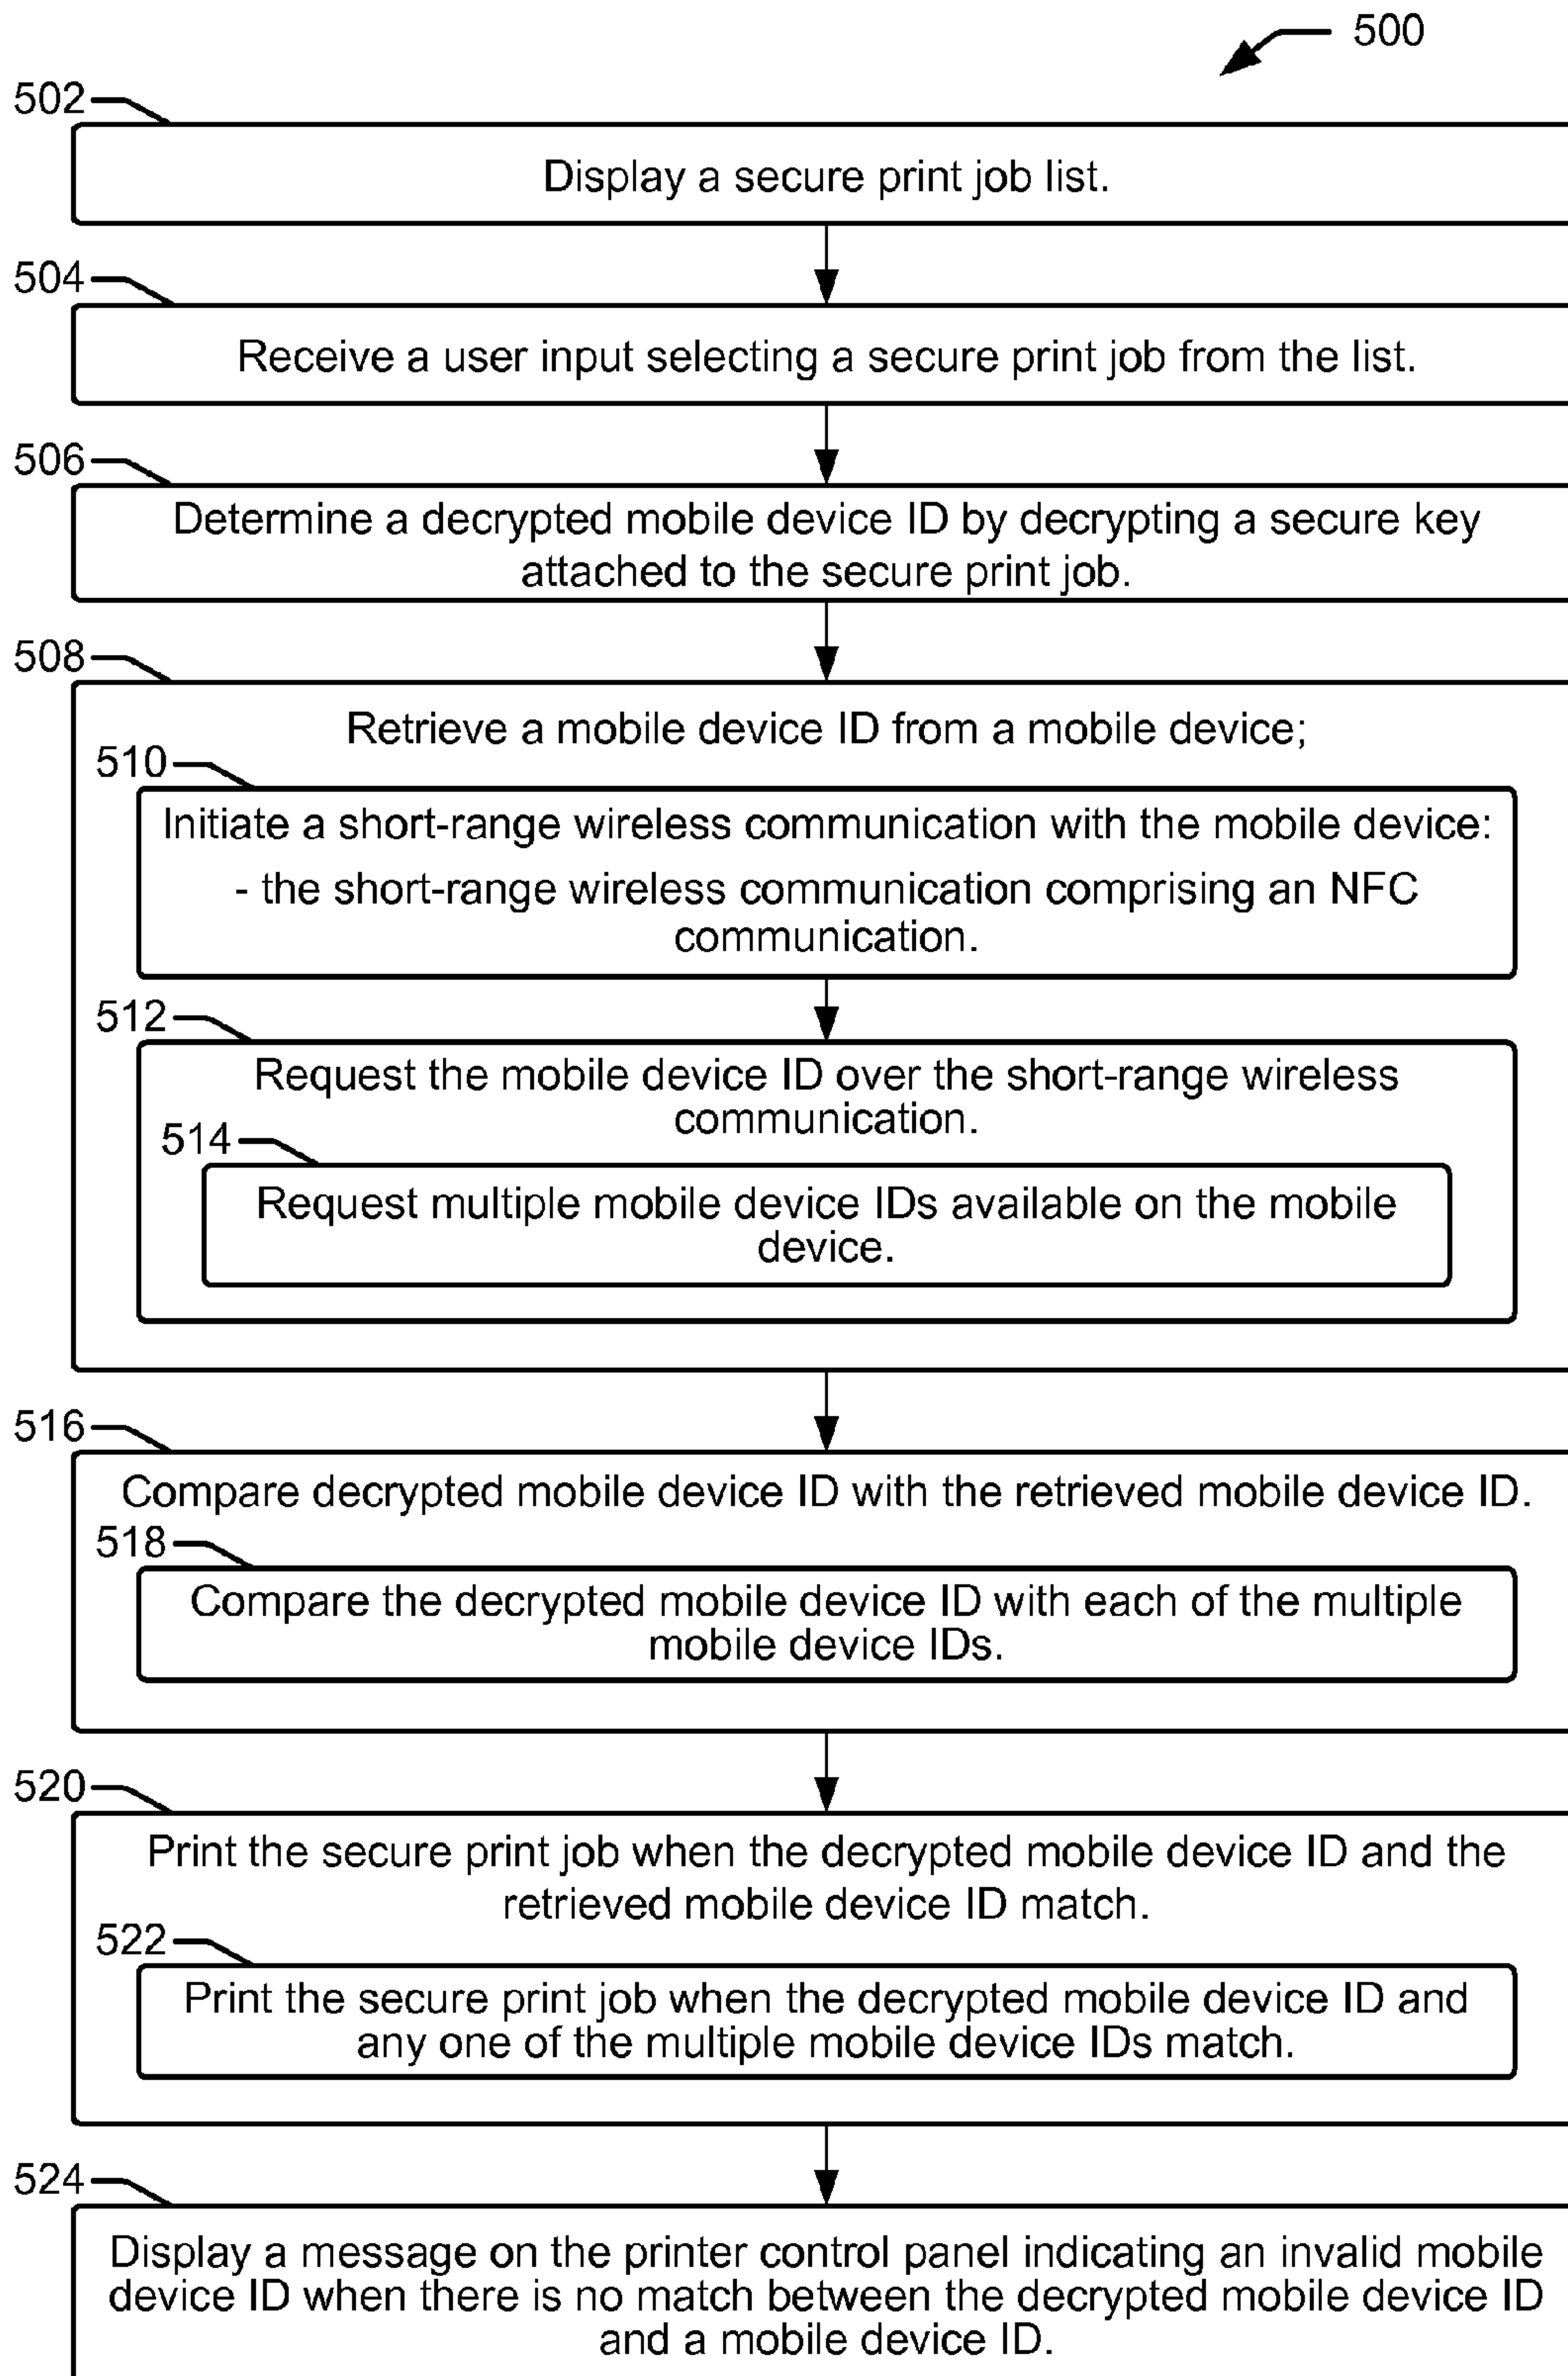 500
502
Display a secure print job list.
504
Receive a user input selecting a secure print job from the list.
506
Determine a decrypted mobile device ID by decrypting a secure key
attached to the secure print job.
508
Retrieve a mobile device ID from a mobile device;
510
Initiate a short-range wireless communication with the mobile device:
- the short-range wireless communication comprising an NFC
communication.
512
Request the mobile device ID over the short-range wireless
communication.
514
Request multiple mobile device IDs available on the mobile
device.
516
Compare decrypted mobile device ID with the retrieved mobile device ID.
518
Compare the decrypted mobile device ID with each of the multiple
mobile device IDs.
520
Print the secure print job when the decrypted mobile device ID and the
retrieved mobile device ID match.
522
Print the secure print job when the decrypted mobile device ID and
any one of the multiple mobile device IDs match.
524
Display a message on the printer control panel indicating an invalid mobile
device ID when there is no match between the decrypted mobile device ID
and a mobile device ID.